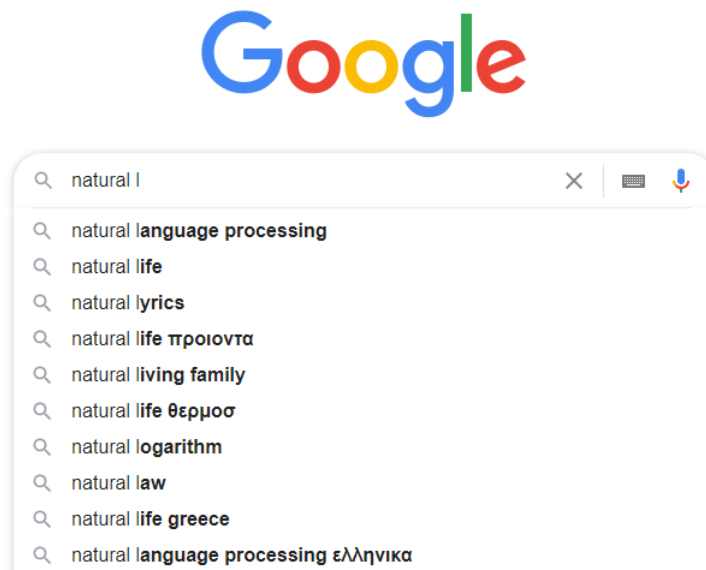 Google
natural l
natural language processing
natural life
natural lyrics
natural life προιοντα
natural living family
natural life θερμοσ
natural logarithm
natural law
natural life greece
natural language processing ελληνικα